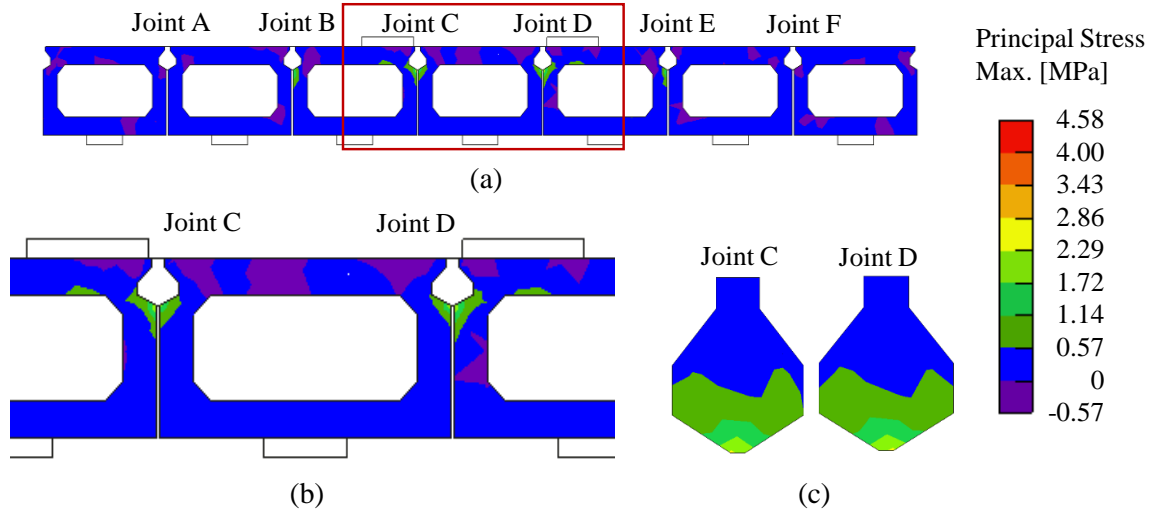 Joint A Joint B Joint C Joint D Joint E Joint F
(a)
Joint C Joint D
(b)
Joint C Joint D
(c)
Principal Stress
Max. [MPa]
4.58
4.00
3.43
2.86
2.29
1.72
1.14
0.57
0
-0.57